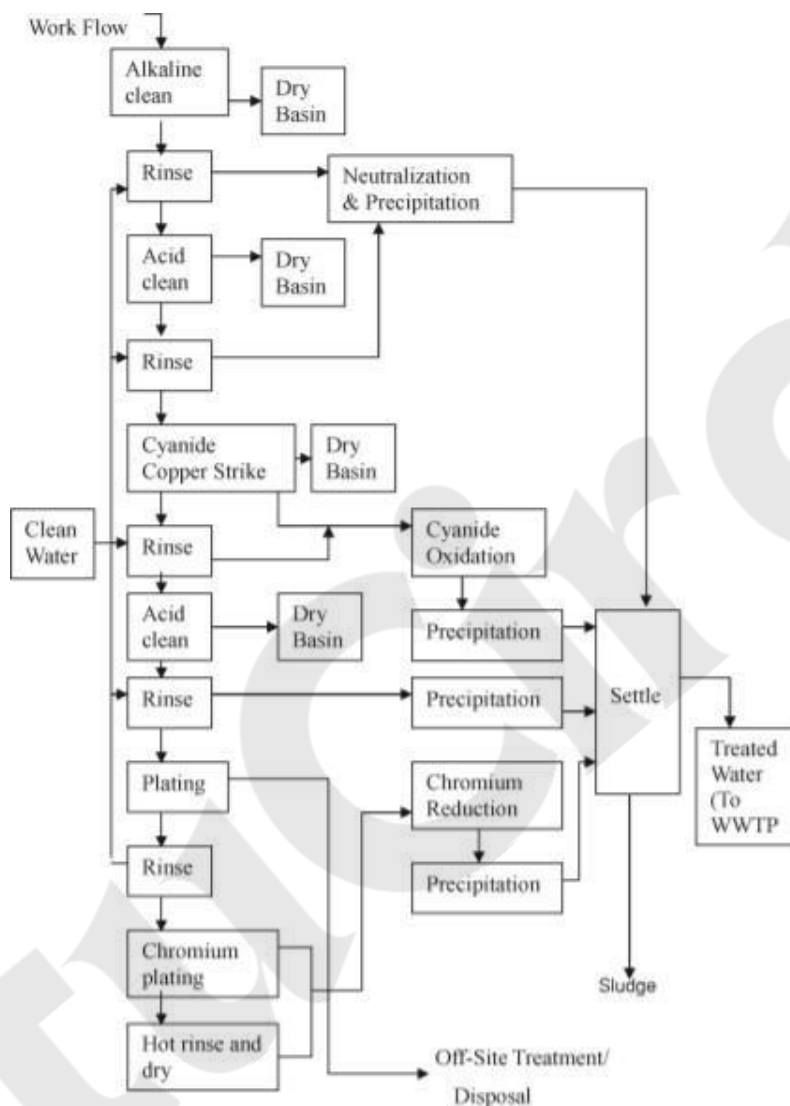 Work Flow
Alkaline
clean
Dry
Basin
Rinse
Neutralization
& Precipitation
Acid
clean
Dry
Basin
Rinse
Cyanide
Copper Strike
Dry
Basin
Clean
Water
Rinse
Cyanide
Oxidation
Acid
clean
Dry
Basin
Precipitation
Rinse
Precipitation
Settle
Treated
Water
(To
WWTP
Plating
Chromium
Reduction
Rinse
Precipitation
Chromium
plating
Sludge
Hot rinse and
dry
Off-Site Treatment/
Disposal